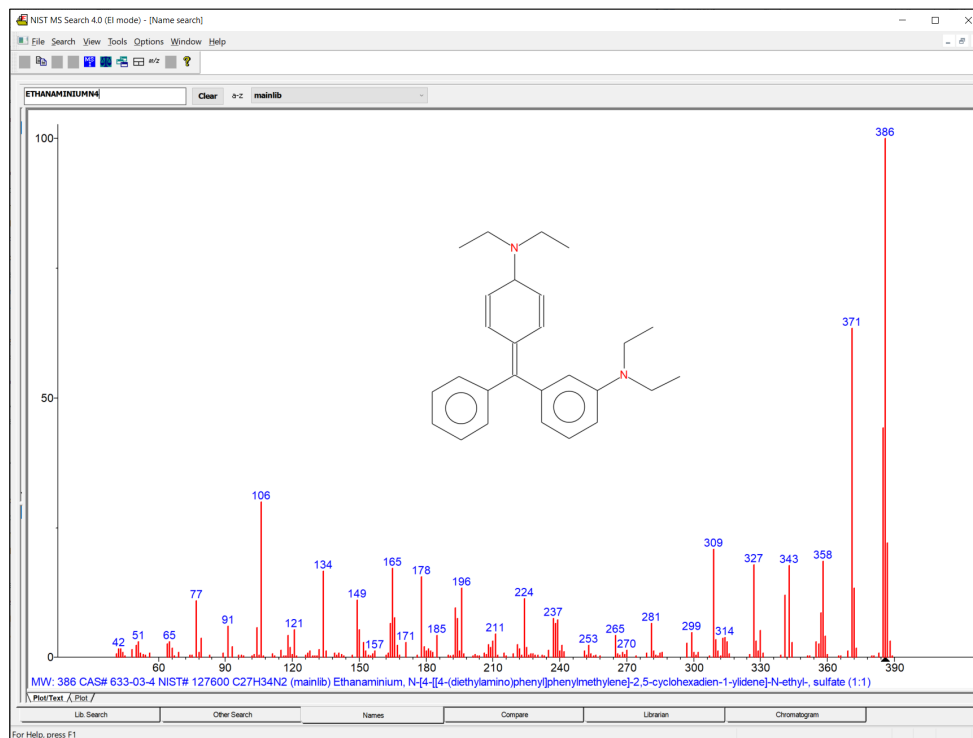 NIST MS Search 4.0 (EI mode) - [Name search]
File Search View Tools Options Window Help
MS m/z ?
ETHANAMINIUMN4 Clear a-z mainlib
100
386
N
371
N
50
106
309
358
327
343
165
134
178
196
77
149
224
237
91
281
121
299
51
185
211
265
314
65
42
157
171
253
270
60 90 120 150 180 210 240 270 300 330 360 390
MW: 386 CAS# 633-03-4 NIST# 127600 C27H34N2 (mainlib) Ethanaminium, N-[4-[[4-(diethylamino)phenyl]phenylmethylene]-2,5-cyclohexadien-1-ylidene]-N-ethyl-, sulfate (1:1)
Plot/Text Plot
Lib. Search Other Search Names Compare Librarian Chromatogram
For Help, press F1